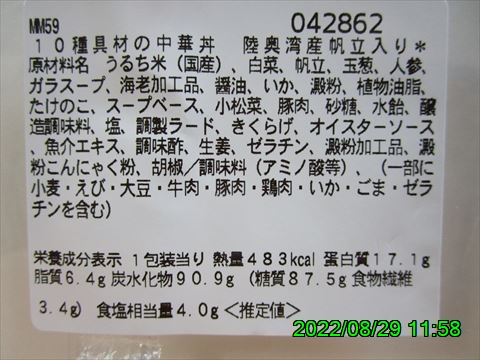 MM59
042862
10種具材の中華丼 陸奥湾産帆立入り*
原材料名 うるち米（国産）、白菜、帆立、玉葱、人参、
ガラスープ、海老加工品、醤油、いか、澱粉、植物油脂、
たけのこ、スープベース、小松菜、豚肉、砂糖、水飴、醸
造調味料、塩、調製ラード、きくらげ、オイスターソース
、魚介エキス、調味酢、生姜、ゼラチン、澱粉加工品、澱
粉こんにゃく粉、胡椒／調味料（アミノ酸等）、（一部に
小麦・えび・大豆・牛肉・豚肉・鶏肉・いか・ごま・ゼラ
チンを含む）
栄養成分表示 1包装当り 熱量483kcal 蛋白質17.1g
脂質6.4g 炭水化物90.9g（糖質87.5g 食物繊維
3.4g） 食塩相当量4.0g＜推定値＞
2022/08/29 11:58